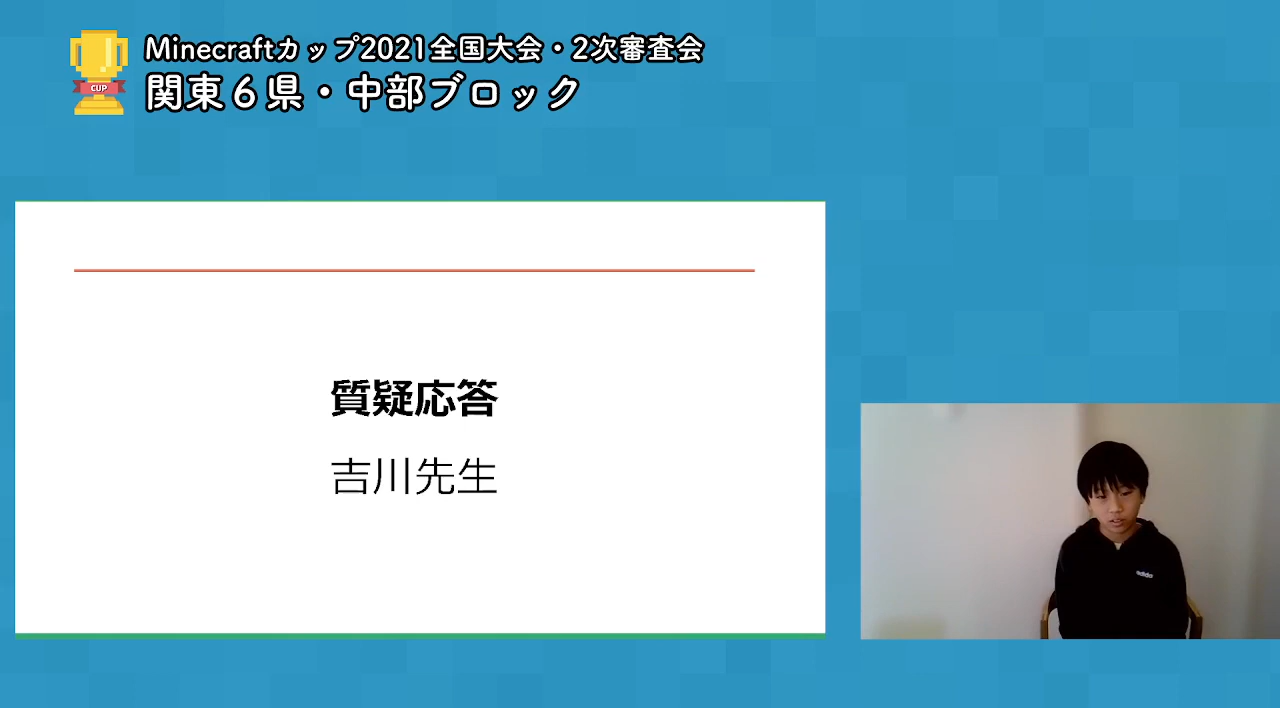 Minecraftカップ2021全国大会・2次審査会
CUP
関東6県・中部ブロック
質疑応答
吉川先生
adidas